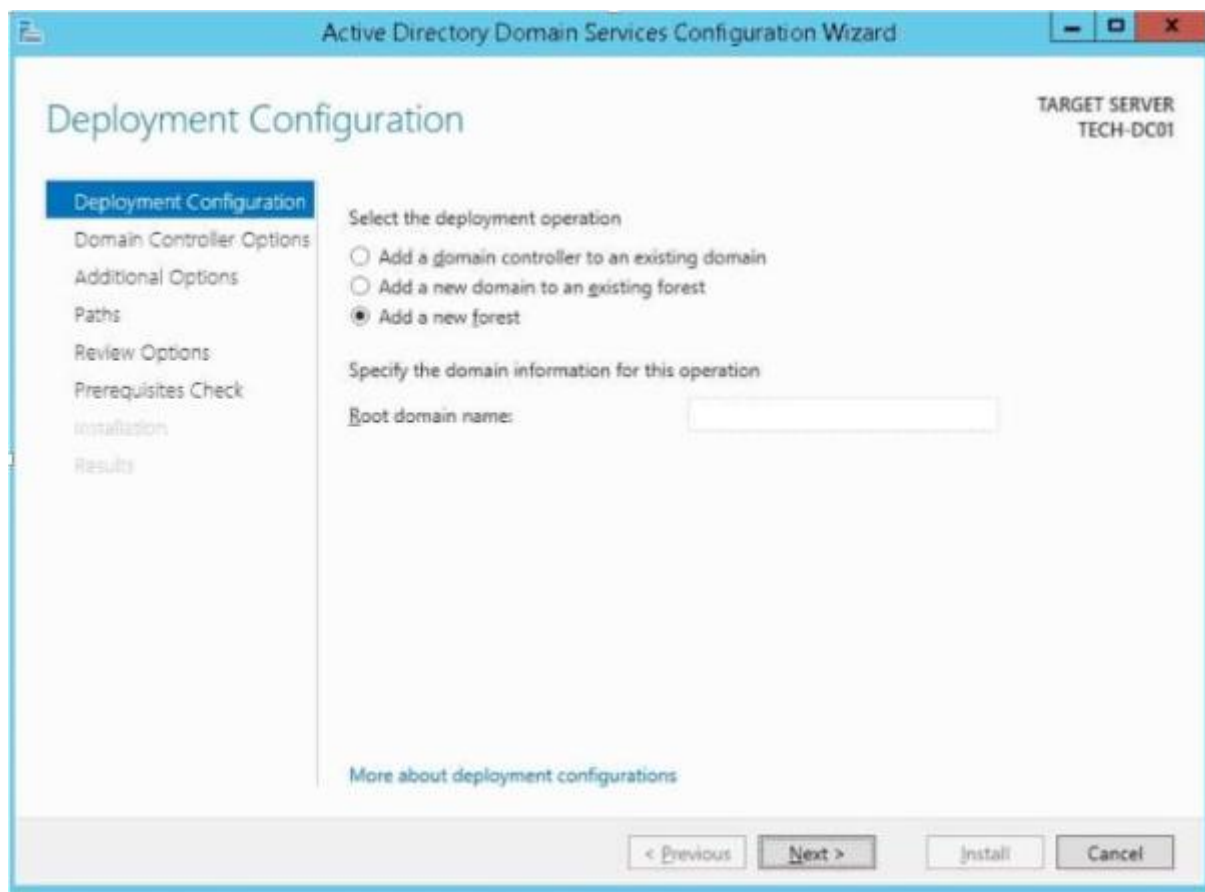 Active Directory Domain Services Configuration Wizard
Deployment Configuration
TARGET SERVER
TECH-DC01
Deployment Configuration
Domain Controller Options
Additional Options
Paths
Review Options
Prerequisites Check
Installation
Results
Select the deployment operation
Add a domain controller to an existing domain
Add a new domain to an existing forest
Add a new forest
Specify the domain information for this operation
Root domain name:
More about deployment configurations
< Previous
Next >
Install
Cancel